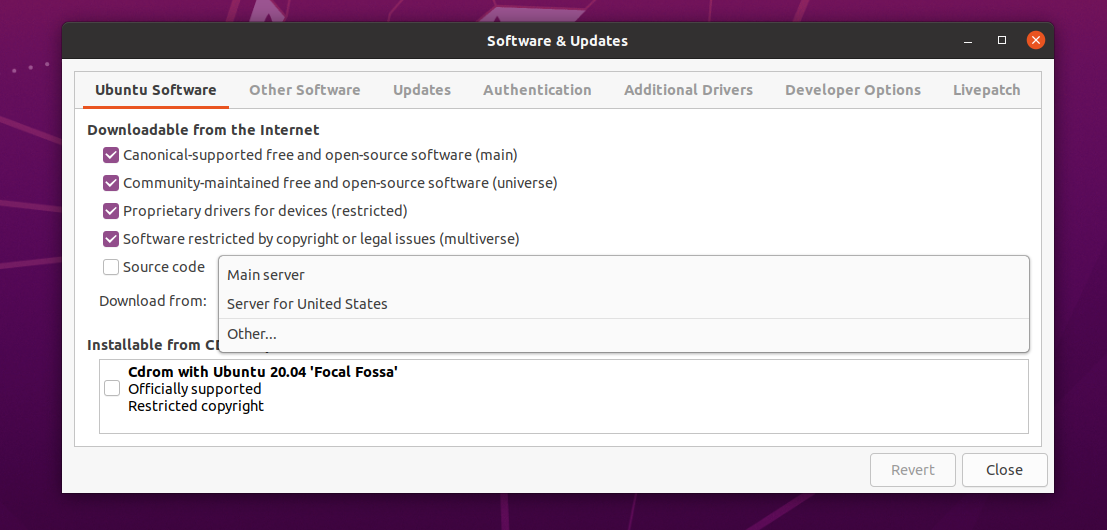 Software & Updates
Ubuntu Software Other Software Updates Authentication Additional Drivers Developer Options Livepatch
Downloadable from the Internet
Canonical-supported free and open-source software (main)
Community-maintained free and open-source software (universe)
Proprietary drivers for devices (restricted)
Software restricted by copyright or legal issues (multiverse)
Source code
Main server
Download from:
Server for United States
Other...
Installable from
Cdrom with Ubuntu 20.04 'Focal Fossa'
Officially supported
Restricted copyright
Revert Close